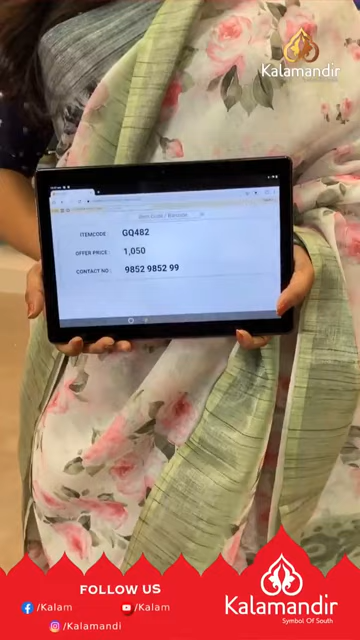 Kalamandir
Item Code / Barcode
ITEMCODE : GQ482
OFFER PRICE : 1,050
CONTACT NO : 9852 9852 99
FOLLOW US
/Kalam
/Kalam
/Kalamandi
Kalamandir
Symbol Of South